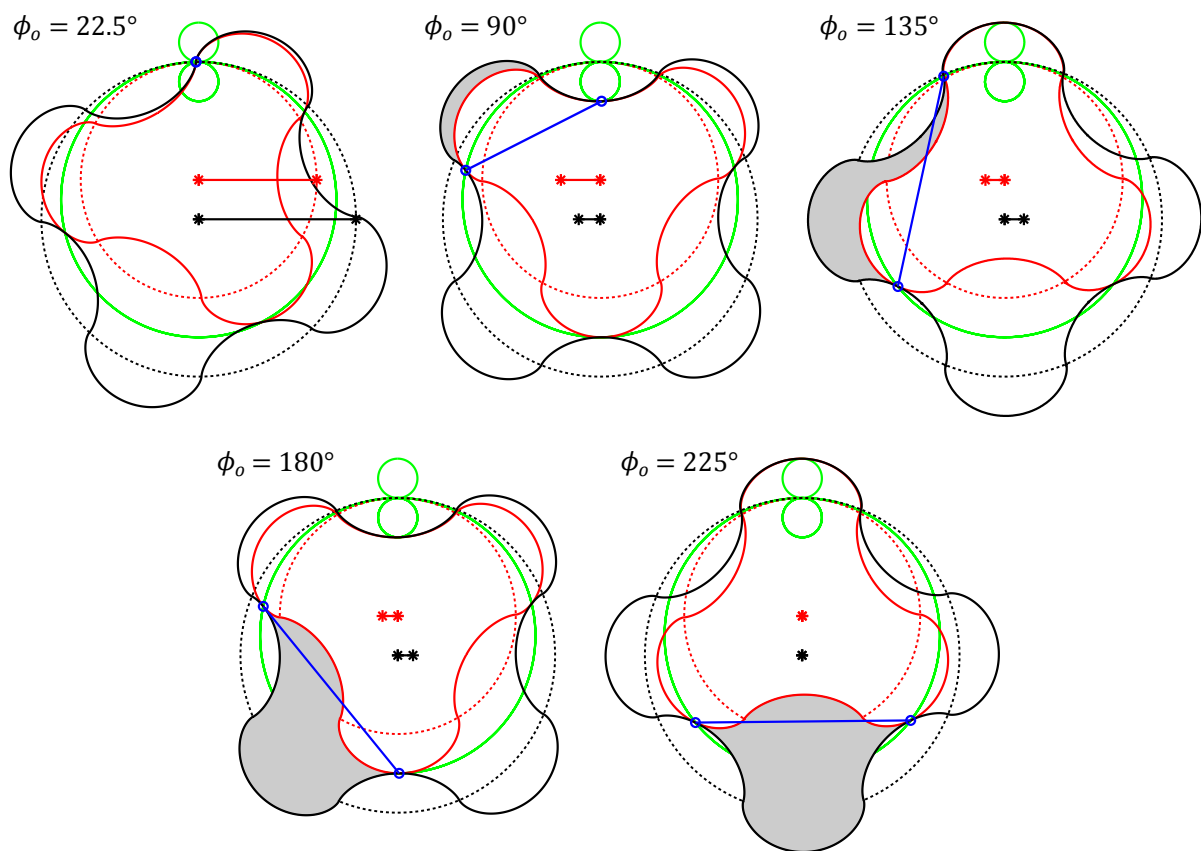 𝜙ₒ = 22.5°
𝜙ₒ = 90°
𝜙ₒ = 135°
𝜙ₒ = 180°
𝜙ₒ = 225°